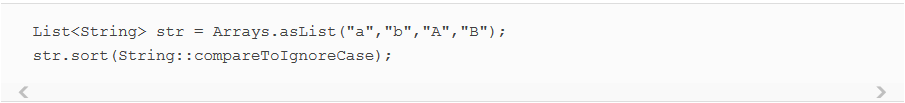 List<String> str = Arrays.asList("a","b","A","B");
str.sort(String::compareToIgnoreCase);